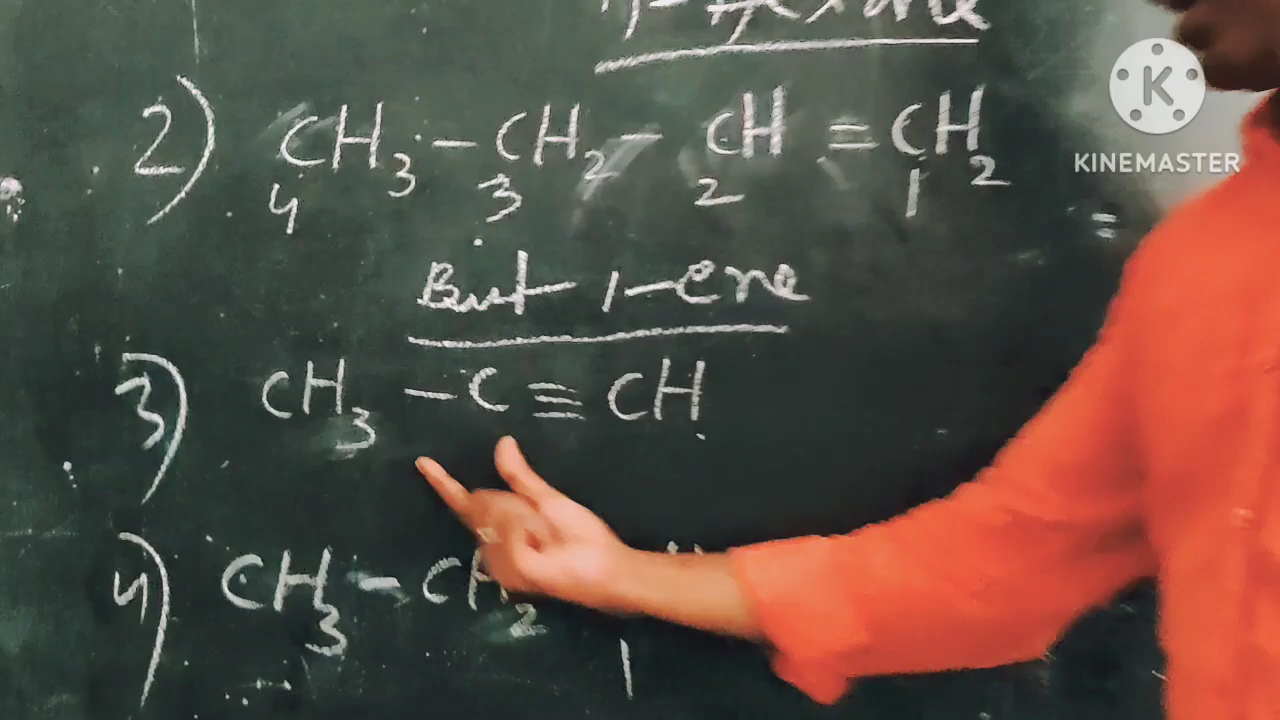 n-Hexane
2) CH₃ - CH₂ - CH = CH₂
4 3 2 1
But-1-ene
3) CH₃ - C ≡ CH
4) CH₃ - CH₂
K
KINEMASTER